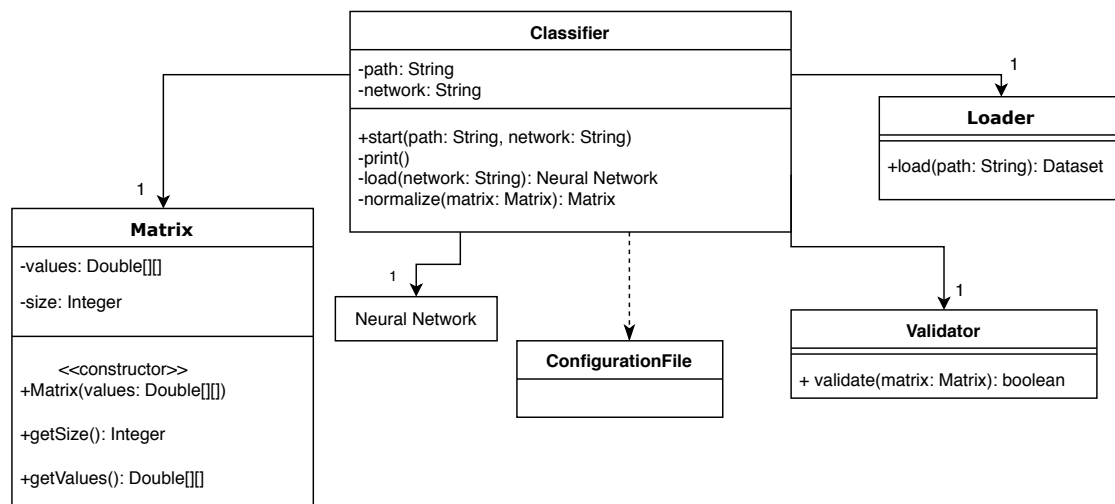 Classifier
-path: String
-network: String
+start(path: String, network: String)
-print()
-load(network: String): Neural Network
-normalize(matrix: Matrix): Matrix
1
Loader
+load(path: String): Dataset
1
Matrix
-values: Double[][]
-size: Integer
<<constructor>>
+Matrix(values: Double[][])
+getSize(): Integer
+getValues(): Double[][]
1
Neural Network
ConfigurationFile
1
Validator
+ validate(matrix: Matrix): boolean